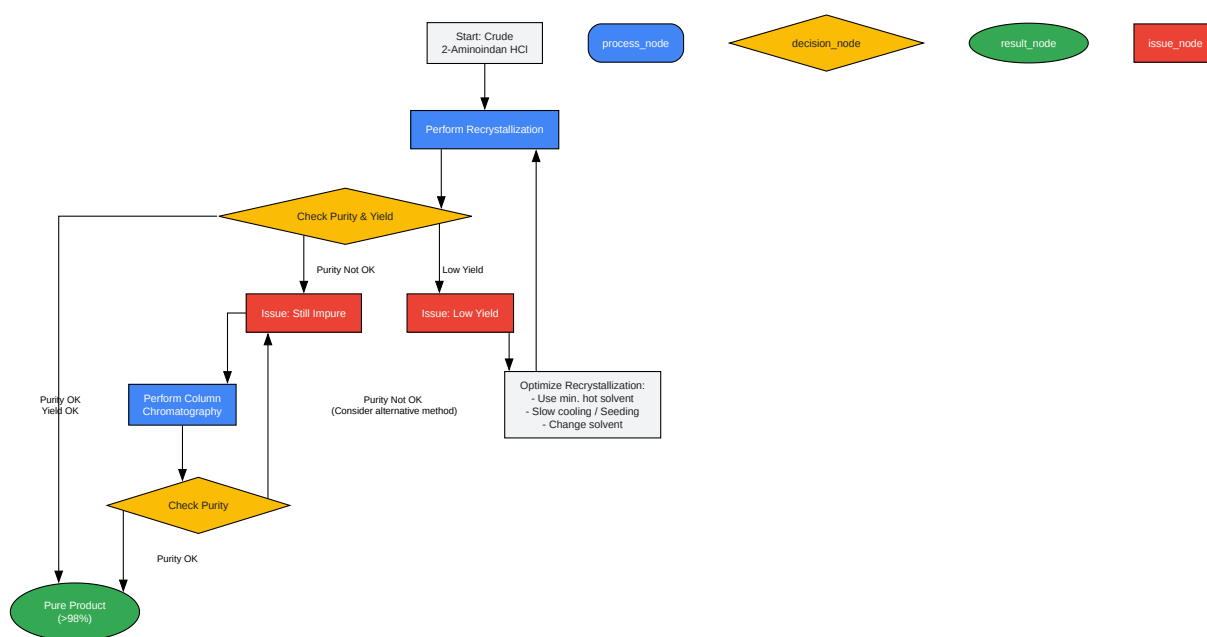 Start: Crude
2-Aminoindan HCl
process_node
decision_node
result_node
issue_node
Perform Recrystallization
Check Purity & Yield
Purity Not OK
Low Yield
Issue: Still Impure
Issue: Low Yield
Optimize Recrystallization:
- Use min. hot solvent
- Slow cooling / Seeding
- Change solvent
Perform Column
Chromatography
Purity Not OK
(Consider alternative method)
Purity OK
Yield OK
Check Purity
Purity OK
Pure Product
(>98%)